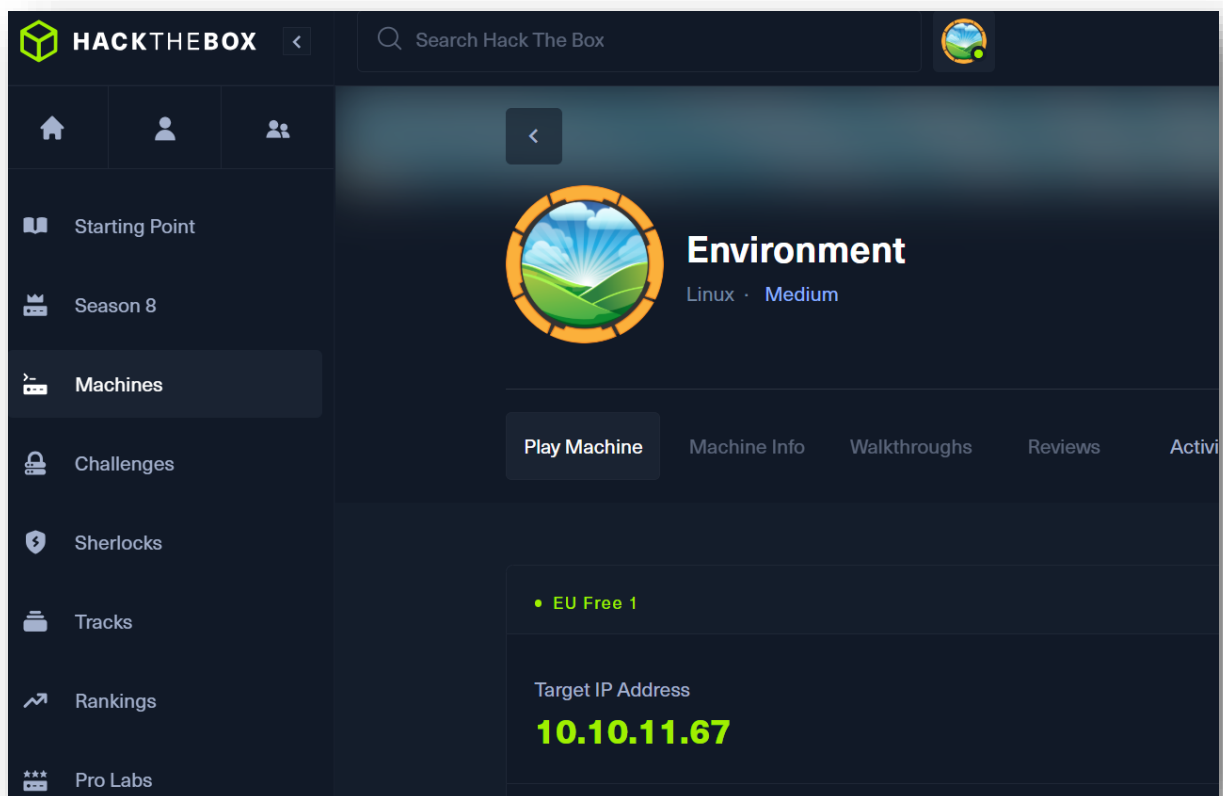 HACKTHEBOX
Search Hack The Box
Starting Point
Season 8
Machines
Challenges
Sherlocks
Tracks
Rankings
Pro Labs
Environment
Linux · Medium
Play Machine Machine Info Walkthroughs Reviews Activi
• EU Free 1
Target IP Address
10.10.11.67